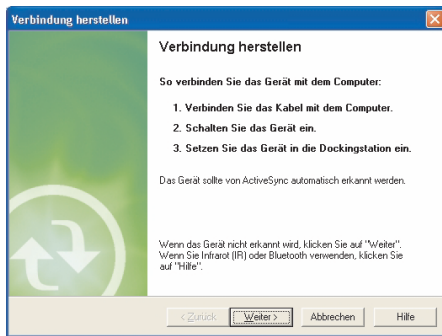 Verbindung herstellen
Verbindung herstellen
So verbinden Sie das Gerät mit dem Computer:
1. Verbinden Sie das Kabel mit dem Computer.
2. Schalten Sie das Gerät ein.
3. Setzen Sie das Gerät in die Dockingstation ein.
Das Gerät sollte von ActiveSync automatisch erkannt werden.
Wenn das Gerät nicht erkannt wird, klicken Sie auf "Weiter".
Wenn Sie Infrarot (IR) oder Bluetooth verwenden, klicken Sie
auf "Hilfe".
< Zurück Weiter > Abbrechen Hilfe